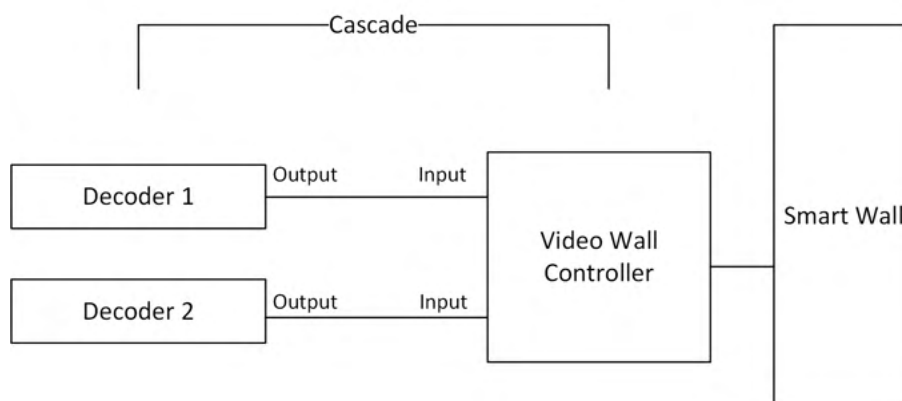 Cascade
Output Input
Decoder 1
Smart Wall
Video Wall
Controller
Output Input
Decoder 2